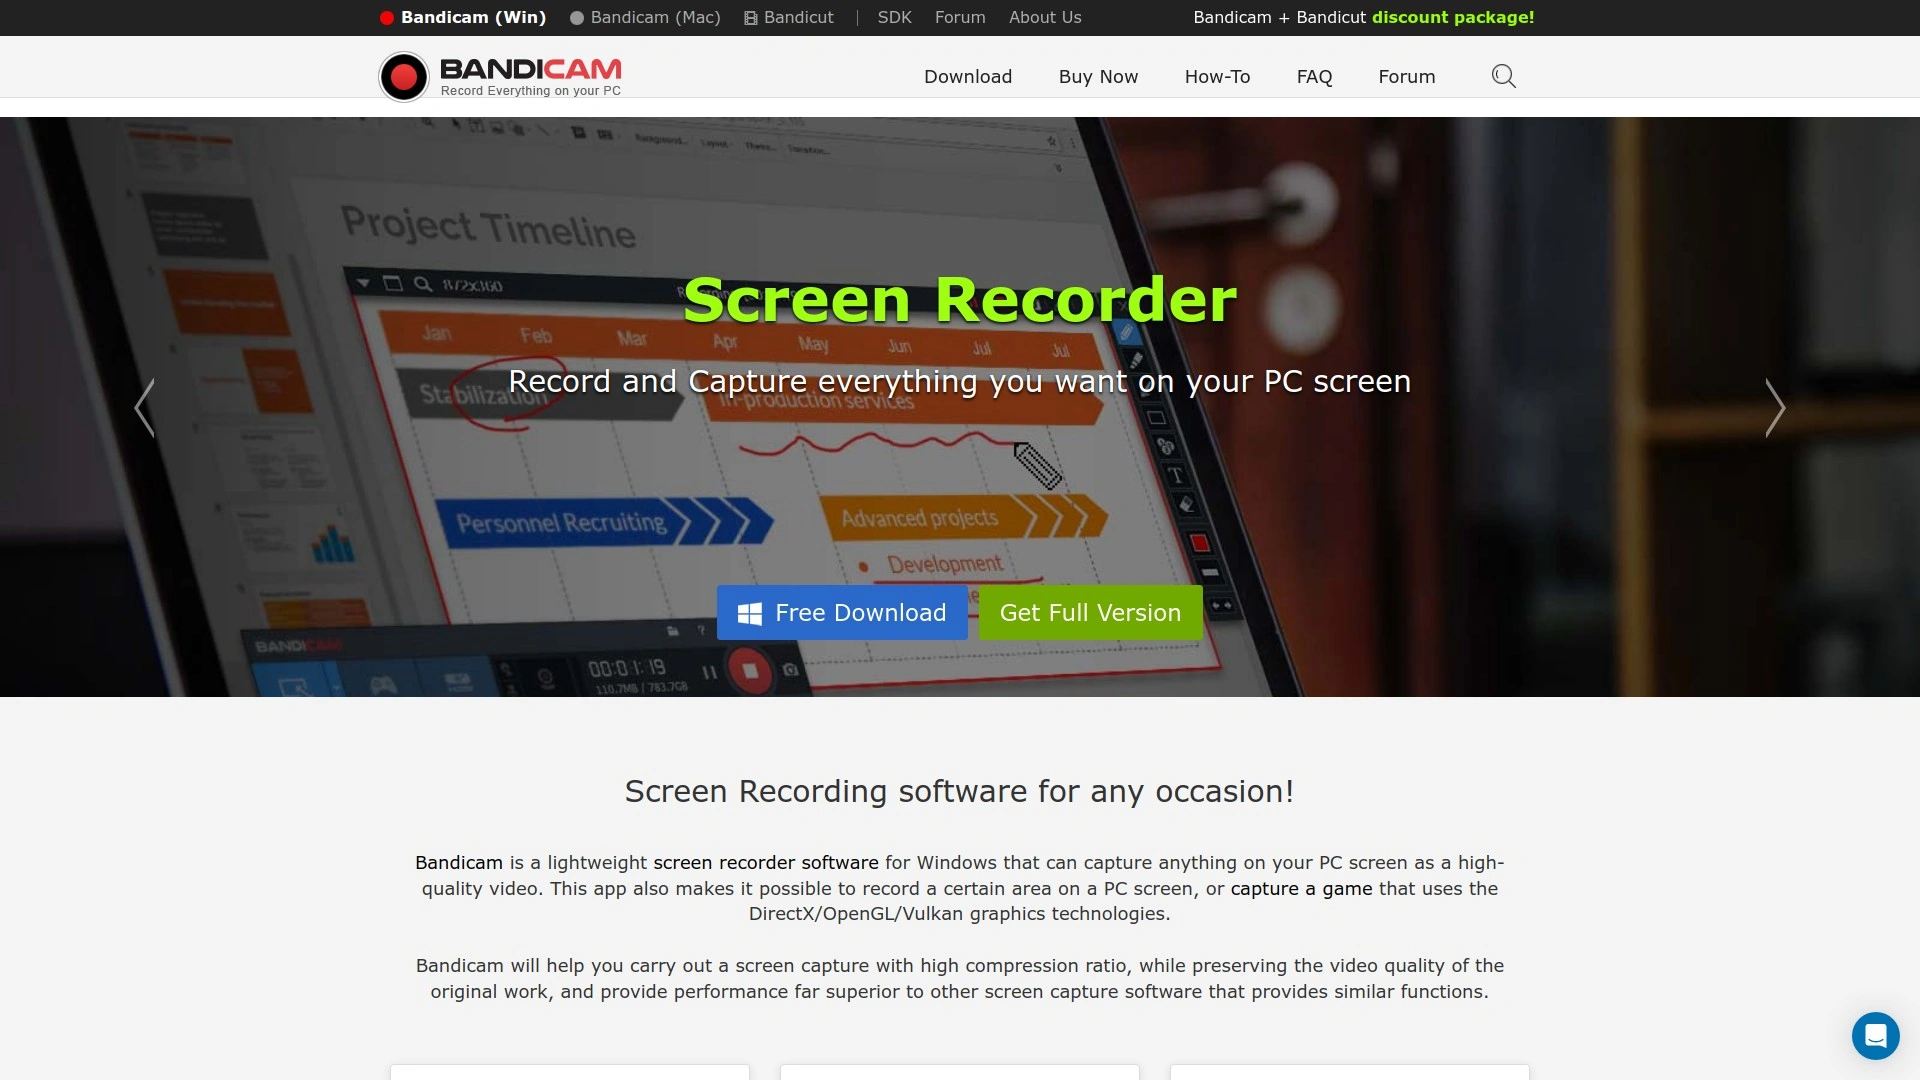 Bandicam (Win) Bandicam (Mac) Bandicut SDK Forum About Us Bandicam + Bandicut discount package!
BANDICAM
Record Everything on your PC
Download Buy Now How-To FAQ Forum
Project Timeline
872x360
Screen Recorder
Jan Feb Mar Apr May Jun Jul Jul
Record and Capture everything you want on your PC screen
Stabilization In-production services
Personnel Recruiting Advanced projects
Development
Free Download Get Full Version
BANDICAM
00:01:19
110.7MB / 783.7GB
Screen Recording software for any occasion!
Bandicam is a lightweight screen recorder software for Windows that can capture anything on your PC screen as a high-
quality video. This app also makes it possible to record a certain area on a PC screen, or capture a game that uses the
DirectX/OpenGL/Vulkan graphics technologies.
Bandicam will help you carry out a screen capture with high compression ratio, while preserving the video quality of the
original work, and provide performance far superior to other screen capture software that provides similar functions.